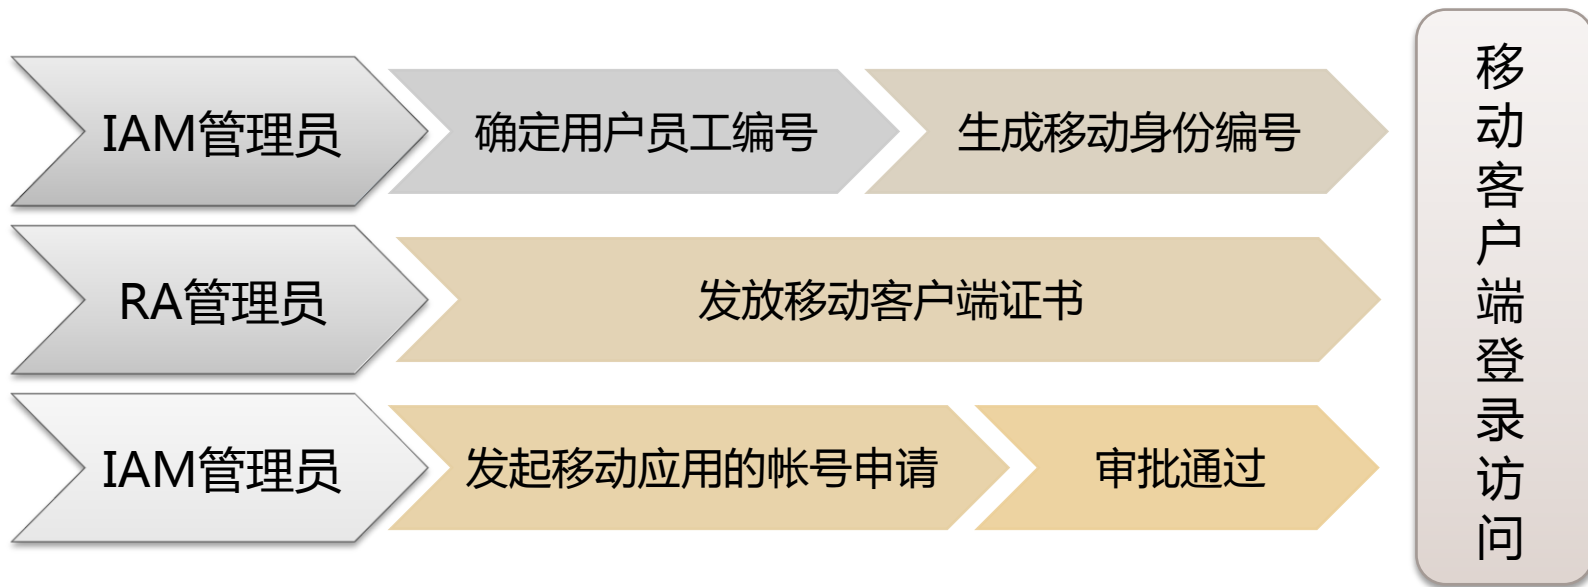 IAM管理员
确定用户员工编号
生成移动身份编号
RA管理员
发放移动客户端证书
IAM管理员
发起移动应用的帐号申请
审批通过
移动客户端登录访问